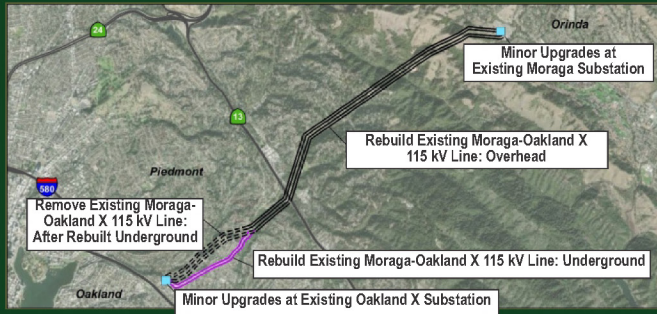 24
Orinda
Minor Upgrades at
Existing Moraga Substation
13
Rebuild Existing Moraga-Oakland X
115 kV Line: Overhead
Piedmont
580
Remove Existing Moraga-
Oakland X 115 kV Line:
After Rebuilt Underground
Rebuild Existing Moraga-Oakland X 115 kV Line: Underground
Oakland
Minor Upgrades at Existing Oakland X Substation